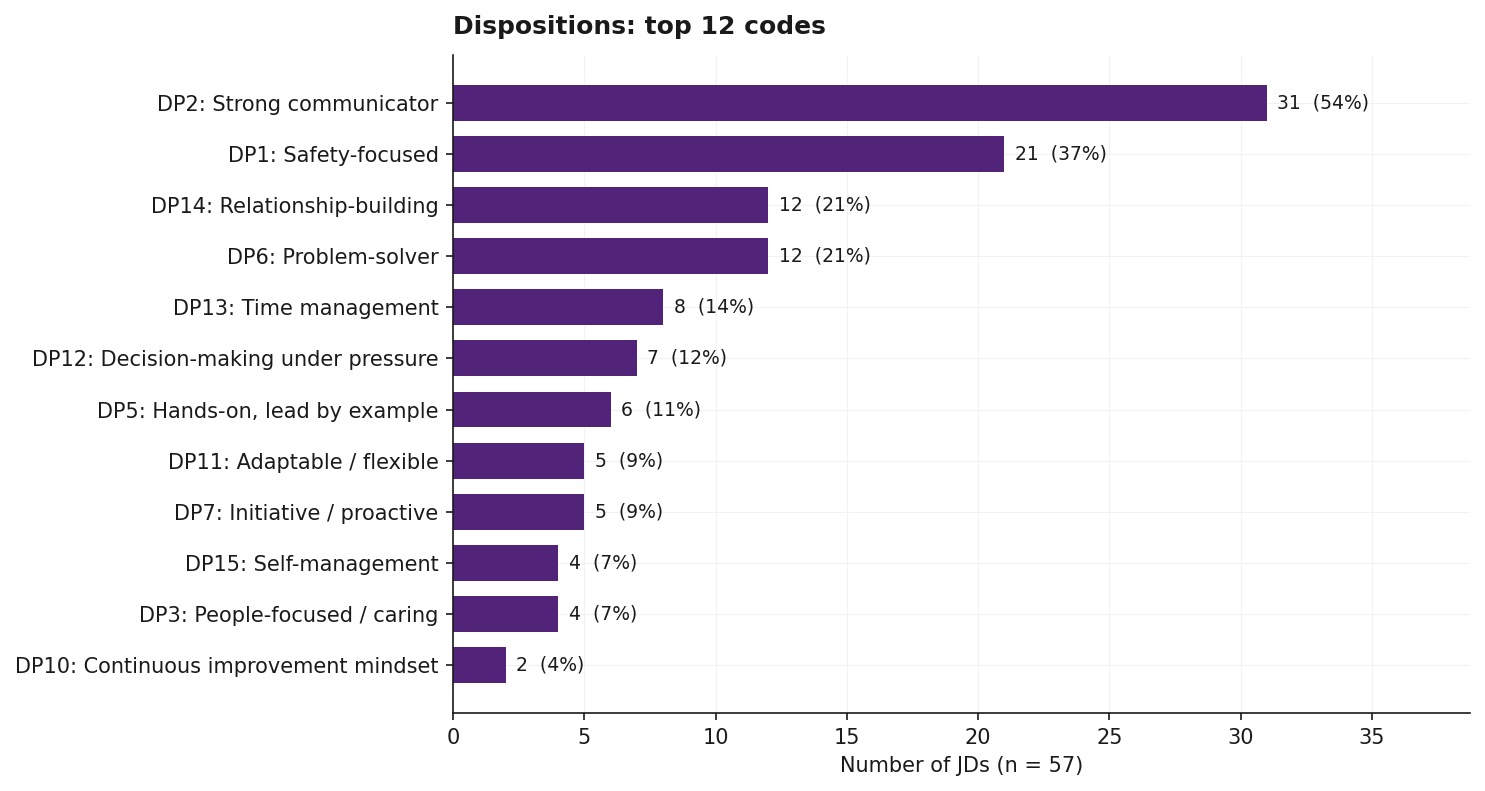 Dispositions: top 12 codes
DP2: Strong communicator 31 (54%)
DP1: Safety-focused 21 (37%)
DP14: Relationship-building 12 (21%)
DP6: Problem-solver 12 (21%)
DP13: Time management 8 (14%)
DP12: Decision-making under pressure 7 (12%)
DP5: Hands-on, lead by example 6 (11%)
DP11: Adaptable / flexible 5 (9%)
DP7: Initiative / proactive 5 (9%)
DP15: Self-management 4 (7%)
DP3: People-focused / caring 4 (7%)
DP10: Continuous improvement mindset 2 (4%)
0 5 10 15 20 25 30 35
Number of JDs (n = 57)